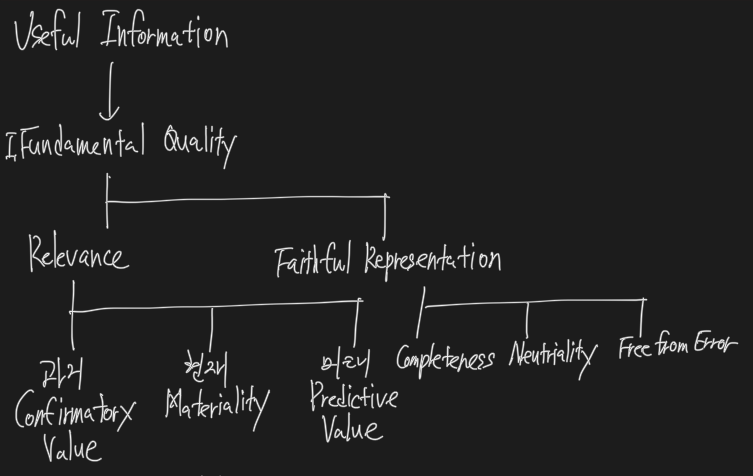 Useful Information
I Fundamental Quality
Relevance
Faithful Representation
과거
Confirmatory
Value
현재
Materiality
미래
Predictive
Value
Completeness
Neutriality
Free from Error